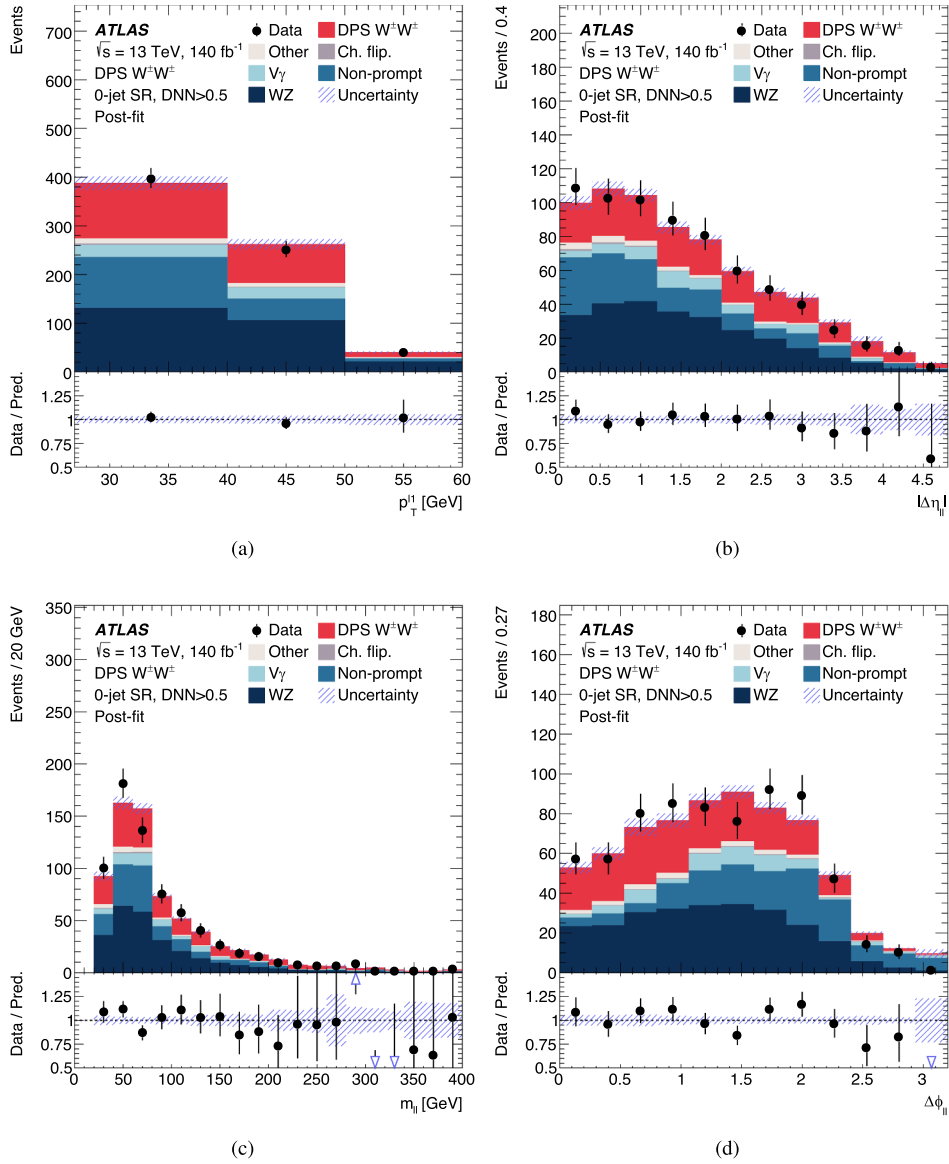 Events
ATLAS
√s = 13 TeV, 140 fb⁻¹
DPS W±W±
0-jet SR, DNN>0.5
Post-fit
Data
DPS W±W±
Other
Ch. flip.
Vγ
Non-prompt
WZ
Uncertainty
700
600
500
400
300
200
100
0
Data / Pred.
1.25
1
0.75
0.5
30 35 40 45 50 55 60
p_T^l1 [GeV]
(a)
Events / 0.4
ATLAS
√s = 13 TeV, 140 fb⁻¹
DPS W±W±
0-jet SR, DNN>0.5
Post-fit
Data
DPS W±W±
Other
Ch. flip.
Vγ
Non-prompt
WZ
Uncertainty
200
180
160
140
120
100
80
60
40
20
0
Data / Pred.
1.25
1
0.75
0.5
0 0.5 1 1.5 2 2.5 3 3.5 4 4.5
|Δη_ll|
(b)
Events / 20 GeV
ATLAS
√s = 13 TeV, 140 fb⁻¹
DPS W±W±
0-jet SR, DNN>0.5
Post-fit
Data
DPS W±W±
Other
Ch. flip.
Vγ
Non-prompt
WZ
Uncertainty
350
300
250
200
150
100
50
0
Data / Pred.
1.25
1
0.75
0.5
0 50 100 150 200 250 300 350 400
m_ll [GeV]
(c)
Events / 0.27
ATLAS
√s = 13 TeV, 140 fb⁻¹
DPS W±W±
0-jet SR, DNN>0.5
Post-fit
Data
DPS W±W±
Other
Ch. flip.
Vγ
Non-prompt
WZ
Uncertainty
180
160
140
120
100
80
60
40
20
0
Data / Pred.
1.25
1
0.75
0.5
0 0.5 1 1.5 2 2.5 3
Δϕ_ll
(d)